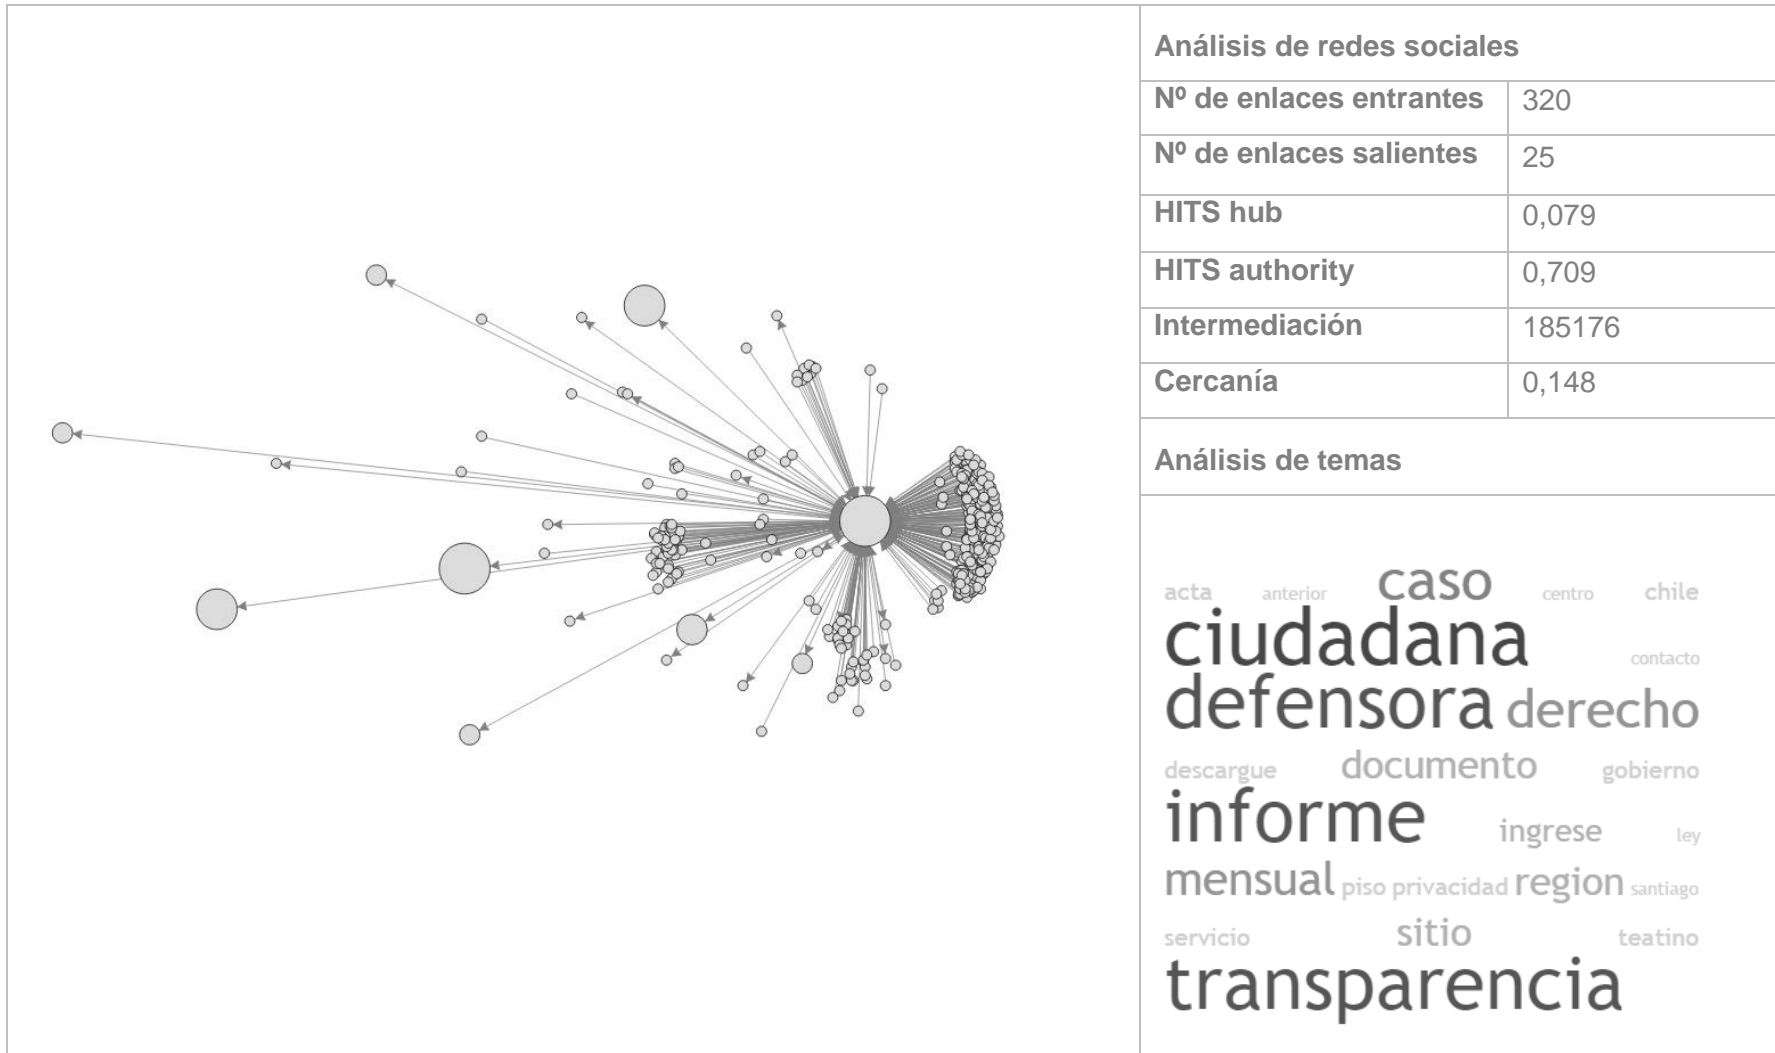 Análisis de redes sociales
Nº de enlaces entrantes 320
Nº de enlaces salientes 25
HITS hub 0,079
HITS authority 0,709
Intermediación 185176
Cercanía 0,148
Análisis de temas
acta anterior caso centro chile
ciudadana contacto
defensora derecho
descargue documento gobierno
informe ingrese ley
mensual piso privacidad region santiago
servicio sitio teatino
transparencia